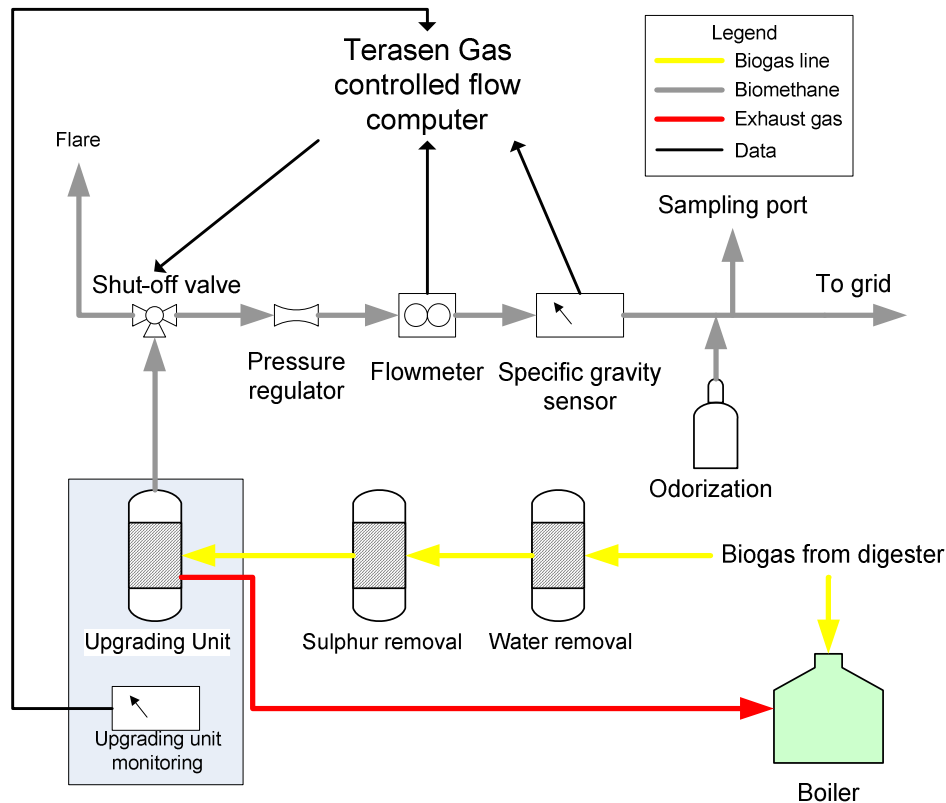 Terasen Gas
controlled flow
computer
Legend
Biogas line
Biomethane
Exhaust gas
Data
Flare
Sampling port
Shut-off valve
To grid
Pressure
regulator
Flowmeter
Specific gravity
sensor
Odorization
Biogas from digester
Upgrading Unit
Sulphur removal
Water removal
Upgrading unit
monitoring
Boiler